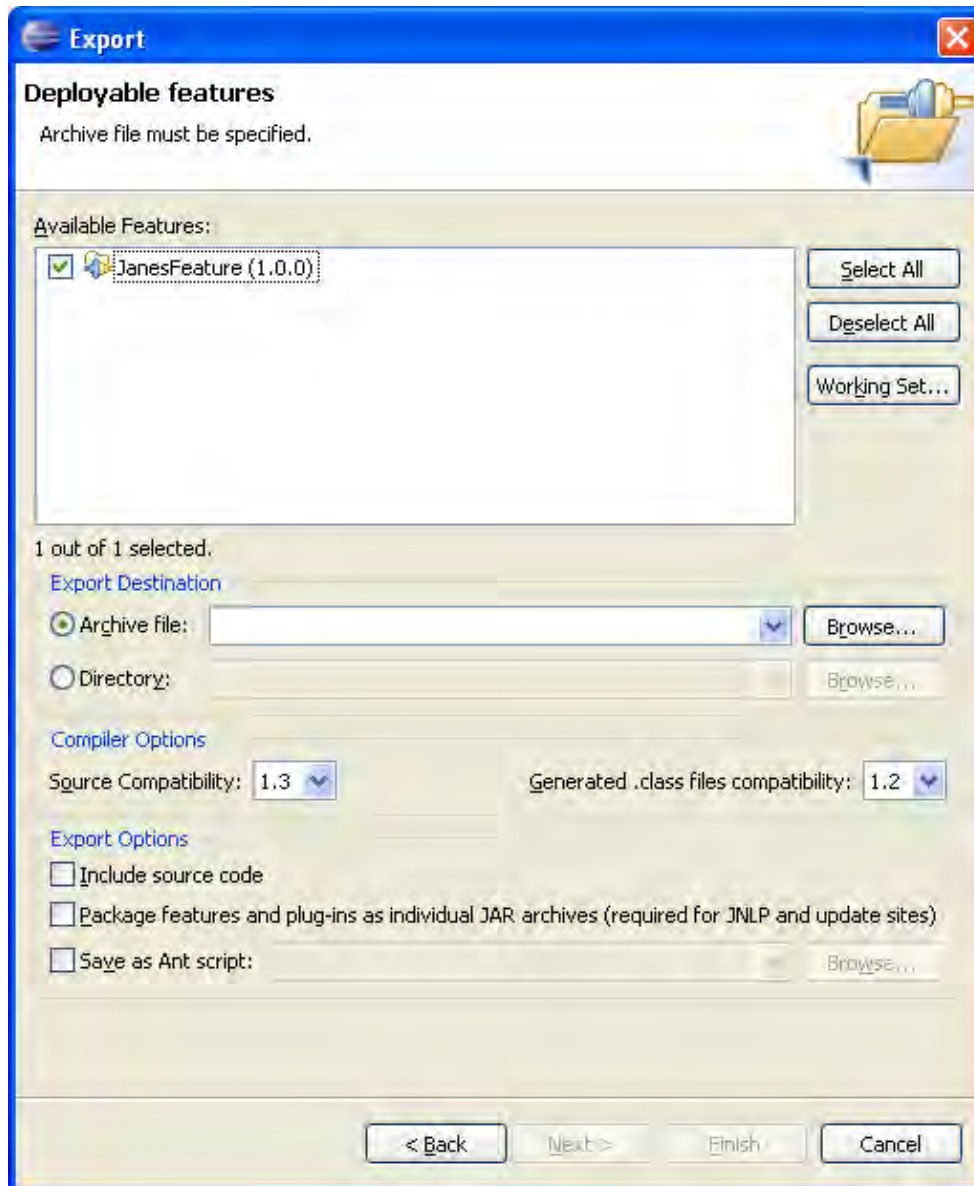 Export
Deployable features
Archive file must be specified.
Available Features:
JanesFeature (1.0.0)
Select All
Deselect All
Working Set...
1 out of 1 selected.
Export Destination
Archive file:
Browse...
Directory:
Browse...
Compiler Options
Source Compatibility: 1.3
Generated .class files compatibility: 1.2
Export Options
Include source code
Package features and plug-ins as individual JAR archives (required for JNLP and update sites)
Save as Ant script:
Browse...
< Back
Next >
Finish
Cancel